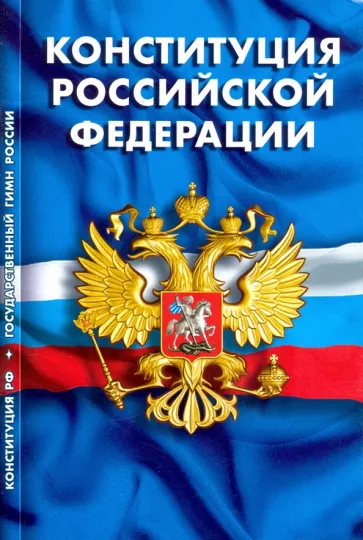 КОНСТИТУЦИЯ
РОССИЙСКОЙ
ФЕДЕРАЦИИ
КОНСТИТУЦИЯ РФ ✦ ГОСУДАРСТВЕННЫЙ ГИМН РОССИИ